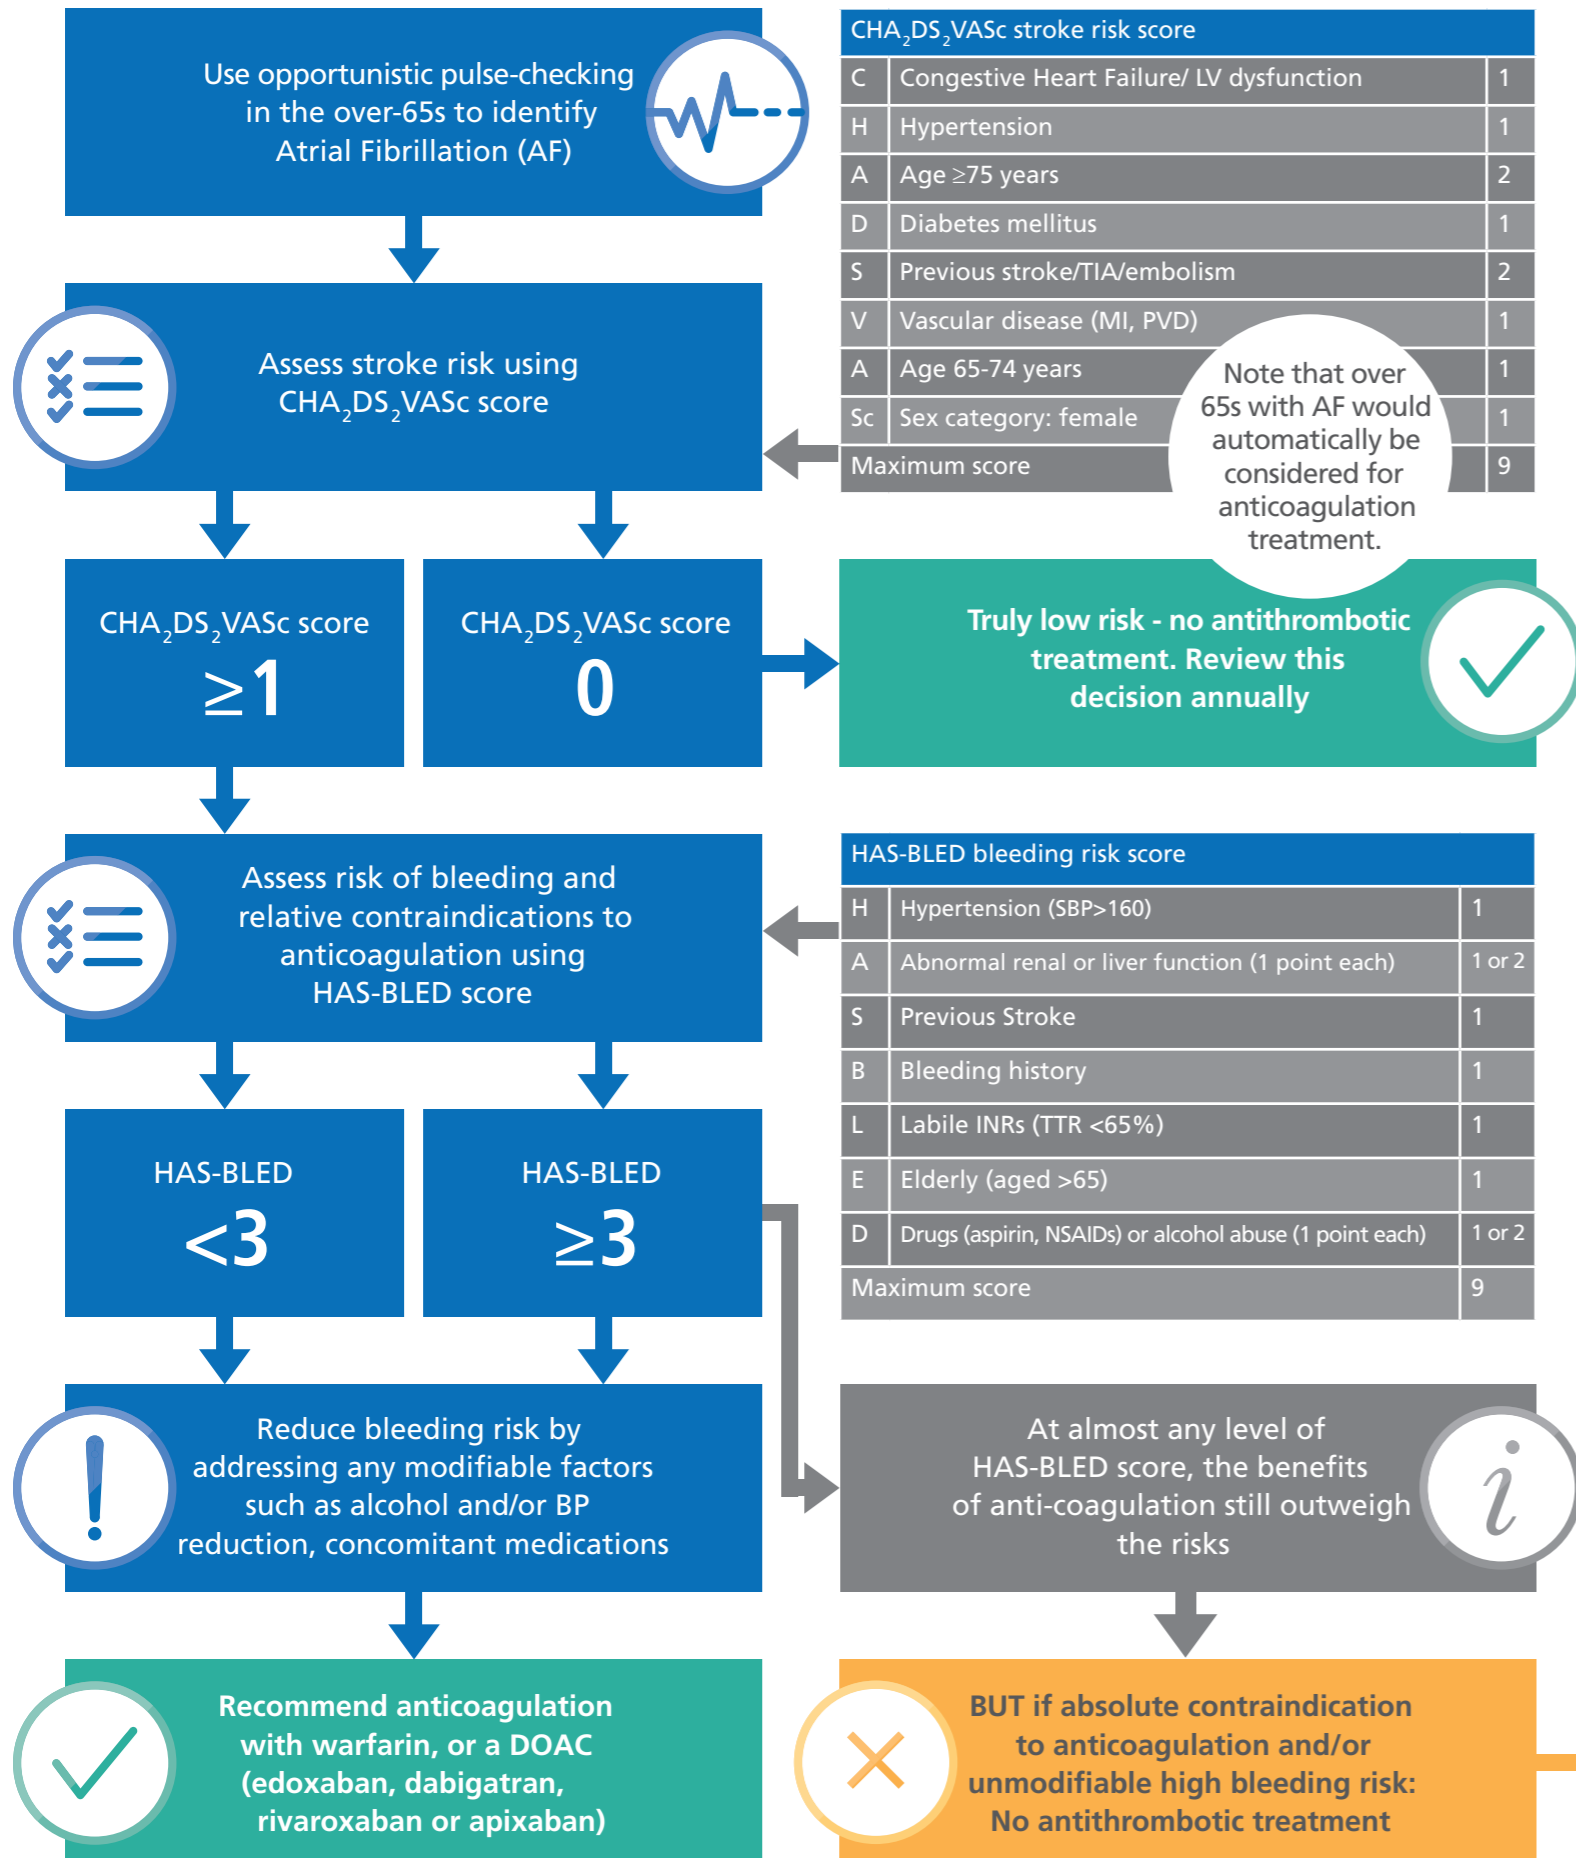 Use opportunistic pulse-checking
in the over-65s to identify
Atrial Fibrillation (AF)
CHA2DS2VASc stroke risk score
C Congestive Heart Failure/ LV dysfunction 1
H Hypertension 1
A Age ≥75 years 2
D Diabetes mellitus 1
S Previous stroke/TIA/embolism 2
V Vascular disease (MI, PVD) 1
A Age 65-74 years 1
Sc Sex category: female 1
Maximum score 9
Note that over
65s with AF would
automatically be
considered for
anticoagulation
treatment.
Assess stroke risk using
CHA2DS2VASc score
CHA2DS2VASc score
≥1
CHA2DS2VASc score
0
Truly low risk - no antithrombotic
treatment. Review this
decision annually
Assess risk of bleeding and
relative contraindications to
anticoagulation using
HAS-BLED score
HAS-BLED bleeding risk score
H Hypertension (SBP>160) 1
A Abnormal renal or liver function (1 point each) 1 or 2
S Previous Stroke 1
B Bleeding history 1
L Labile INRs (TTR <65%) 1
E Elderly (aged >65) 1
D Drugs (aspirin, NSAIDs) or alcohol abuse (1 point each) 1 or 2
Maximum score 9
HAS-BLED
<3
HAS-BLED
≥3
Reduce bleeding risk by
addressing any modifiable factors
such as alcohol and/or BP
reduction, concomitant medications
At almost any level of
HAS-BLED score, the benefits
of anti-coagulation still outweigh
the risks
i
Recommend anticoagulation
with warfarin, or a DOAC
(edoxaban, dabigatran,
rivaroxaban or apixaban)
BUT if absolute contraindication
to anticoagulation and/or
unmodifiable high bleeding risk:
No antithrombotic treatment